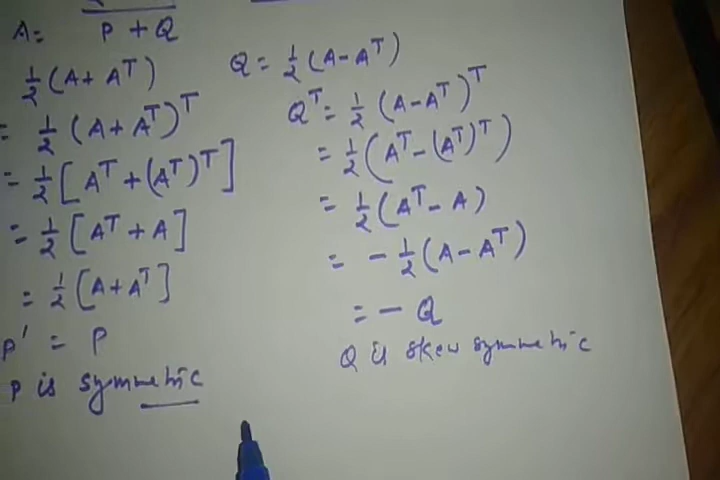 A = P + Q
½(A + Aᵀ)
= ½(A + Aᵀ)ᵀ
= ½[Aᵀ + (Aᵀ)ᵀ]
= ½[Aᵀ + A]
= ½[A + Aᵀ]
P' = P
P is symmetric
Q = ½(A - Aᵀ)
Qᵀ = ½(A - Aᵀ)ᵀ
= ½(Aᵀ - (Aᵀ)ᵀ)
= ½(Aᵀ - A)
= - ½(A - Aᵀ)
= - Q
Q is skew symmetric